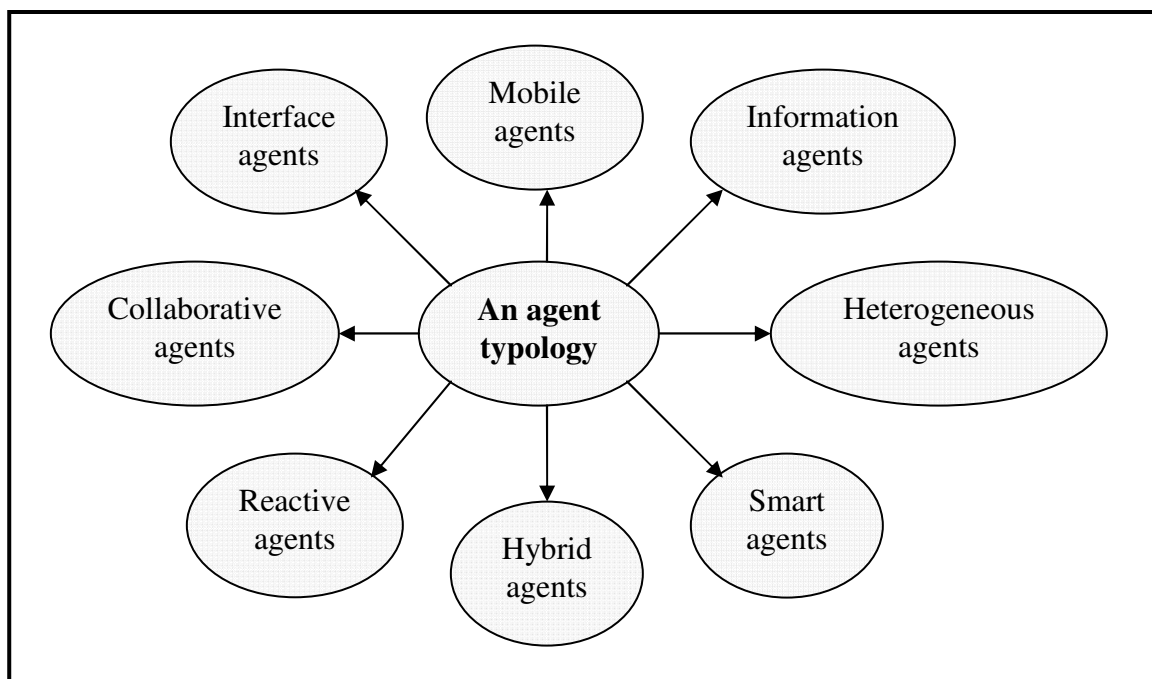 Interface
agents
Mobile
agents
Information
agents
Collaborative
agents
An agent
typology
Heterogeneous
agents
Reactive
agents
Hybrid
agents
Smart
agents